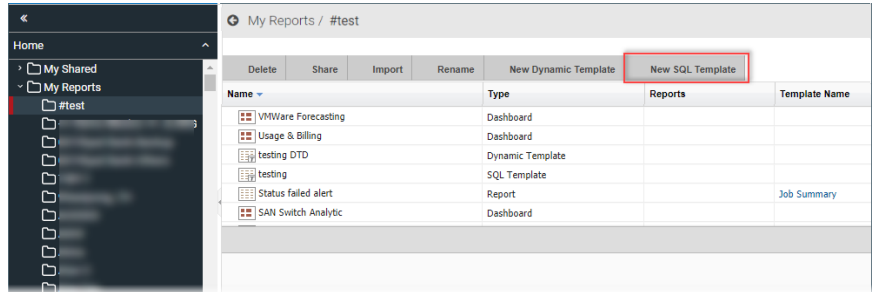 «
Home
My Shared
My Reports
#test
My Reports / #test
Delete Share Import Rename New Dynamic Template New SQL Template
Name Type Reports Template Name
VMWare Forecasting Dashboard
Usage & Billing Dashboard
testing DTD Dynamic Template
testing SQL Template
Status failed alert Report Job Summary
SAN Switch Analytic Dashboard